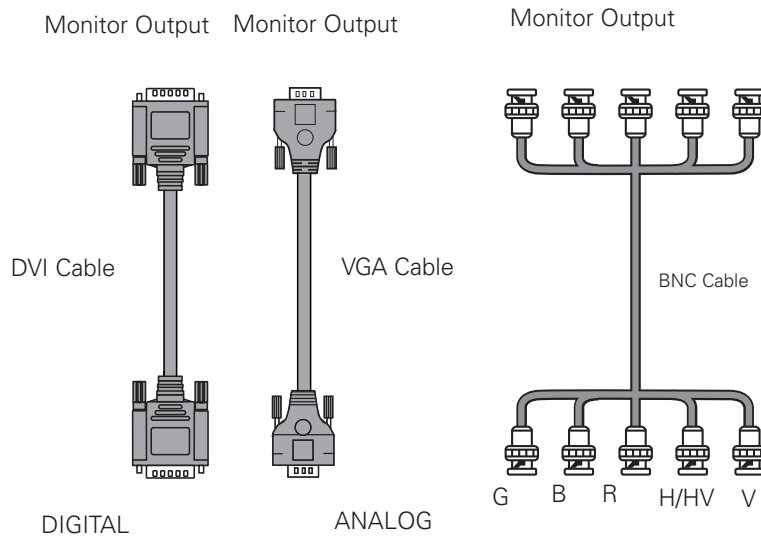 Monitor Output Monitor Output Monitor Output
DVI Cable VGA Cable BNC Cable
G B R H/HV V
DIGITAL ANALOG